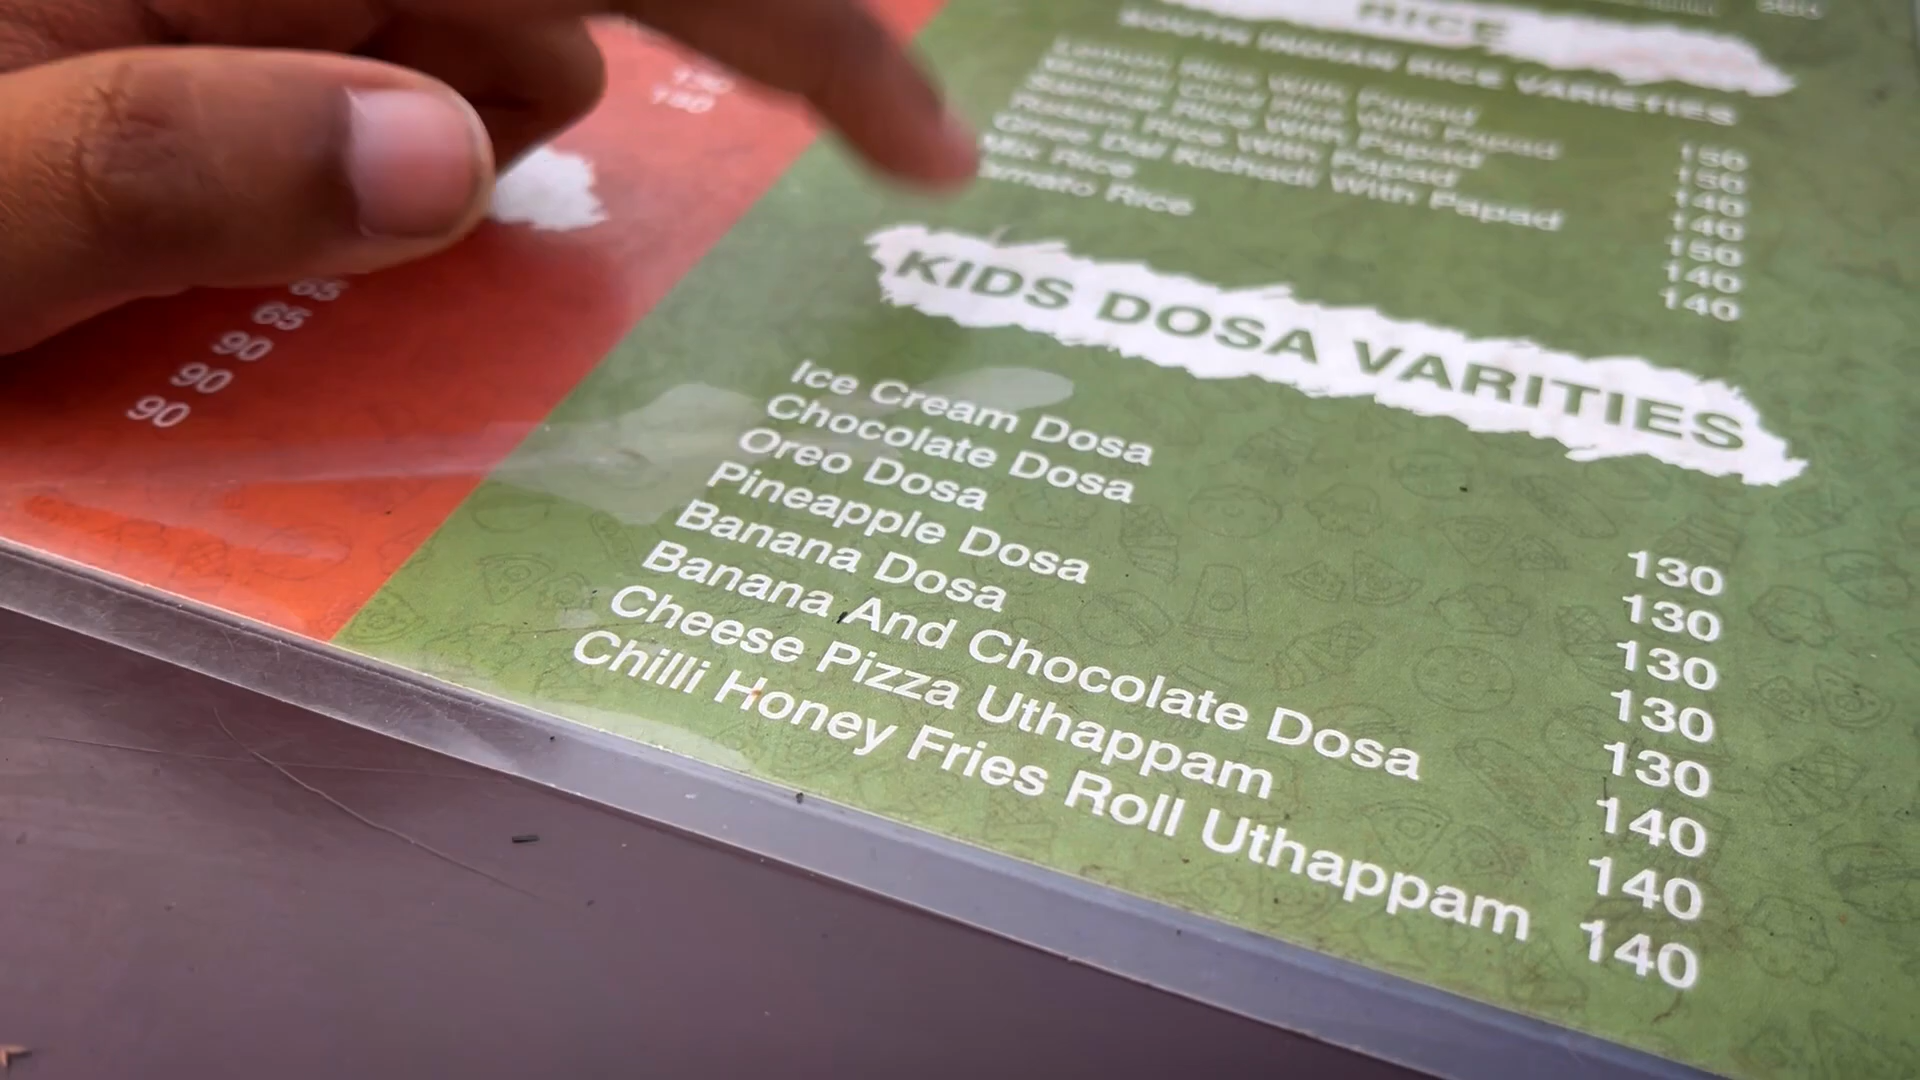 130
140
65
65
90
90
90
RICE
SOUTH INDIAN RICE VARIETIES
Lemon Rice With Papad 150
Curd Rice With Papad 150
Sambar Rice With Papad 140
Rasam Rice With Papad 140
Ghee Dal Kichadi With Papad 150
Mix Rice 140
Tomato Rice 140
KIDS DOSA VARITIES
Ice Cream Dosa 130
Chocolate Dosa 130
Oreo Dosa 130
Pineapple Dosa 130
Banana Dosa 130
Banana And Chocolate Dosa 140
Cheese Pizza Uthappam 140
Chilli Honey Fries Roll Uthappam 140